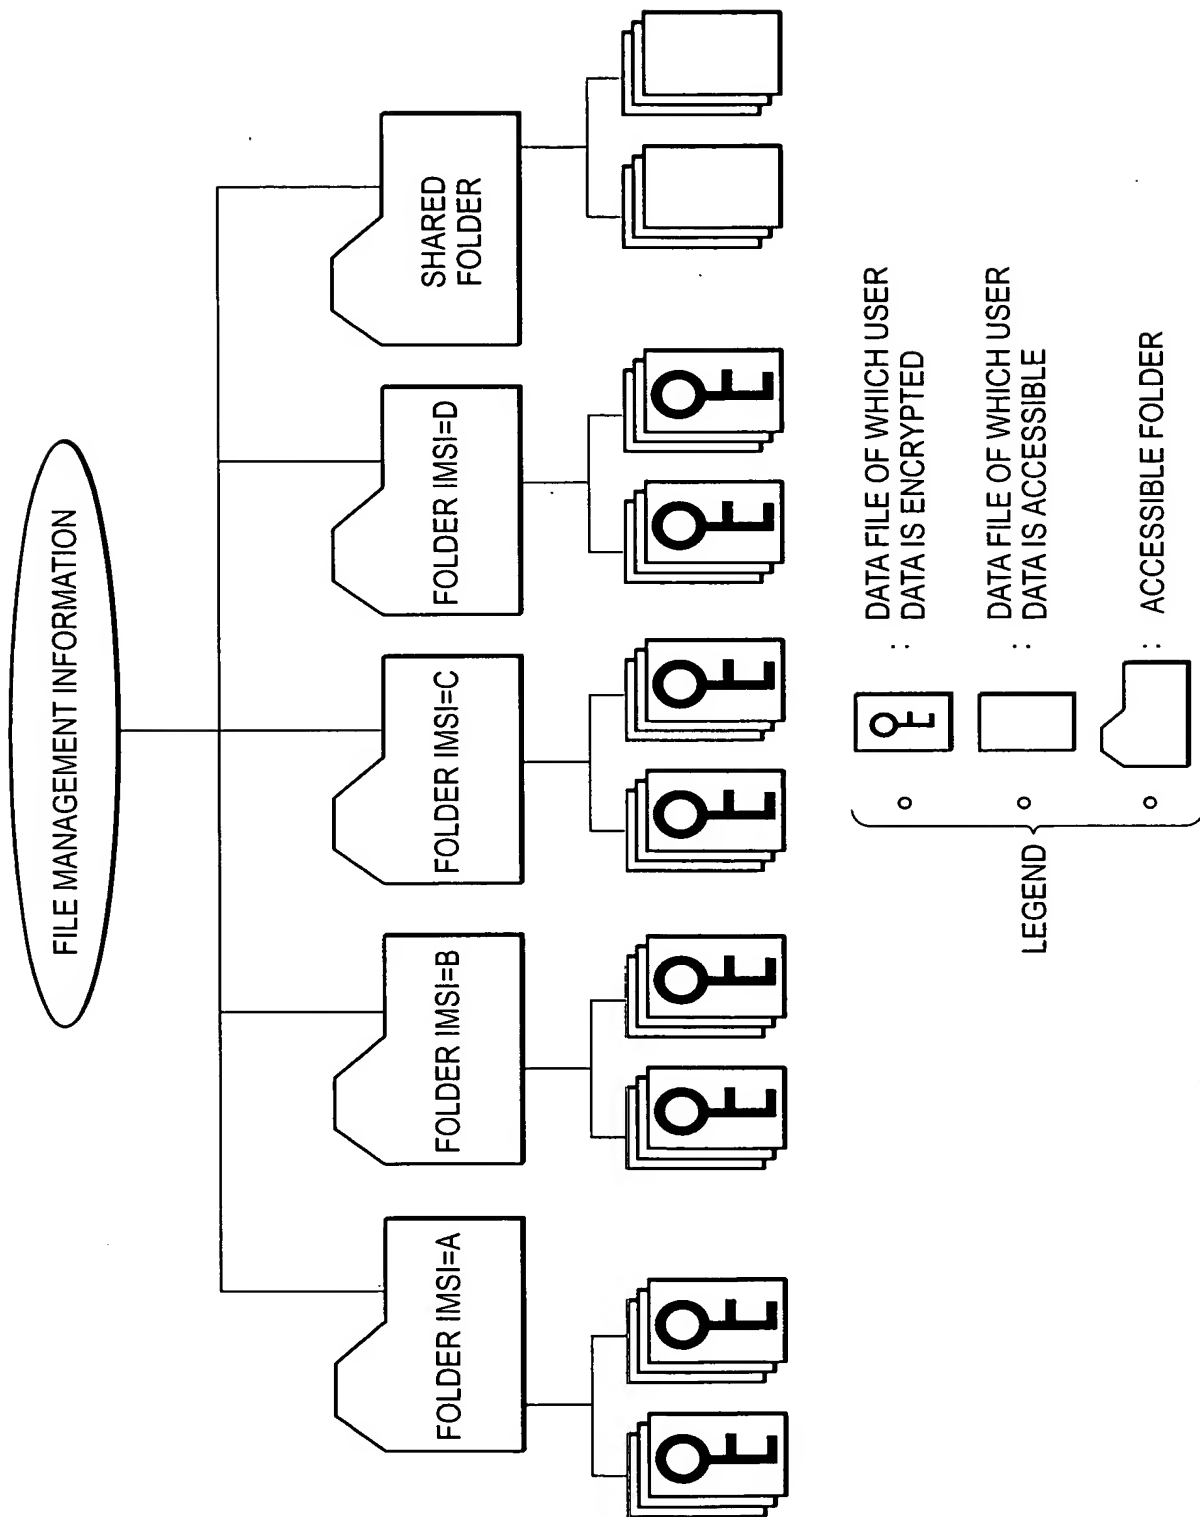 FILE MANAGEMENT INFORMATION
FOLDER IMSI=A
FOLDER IMSI=B
FOLDER IMSI=C
FOLDER IMSI=D
SHARED
FOLDER
LEGEND
: DATA FILE OF WHICH USER
DATA IS ENCRYPTED
: DATA FILE OF WHICH USER
DATA IS ACCESSIBLE
: ACCESSIBLE FOLDER